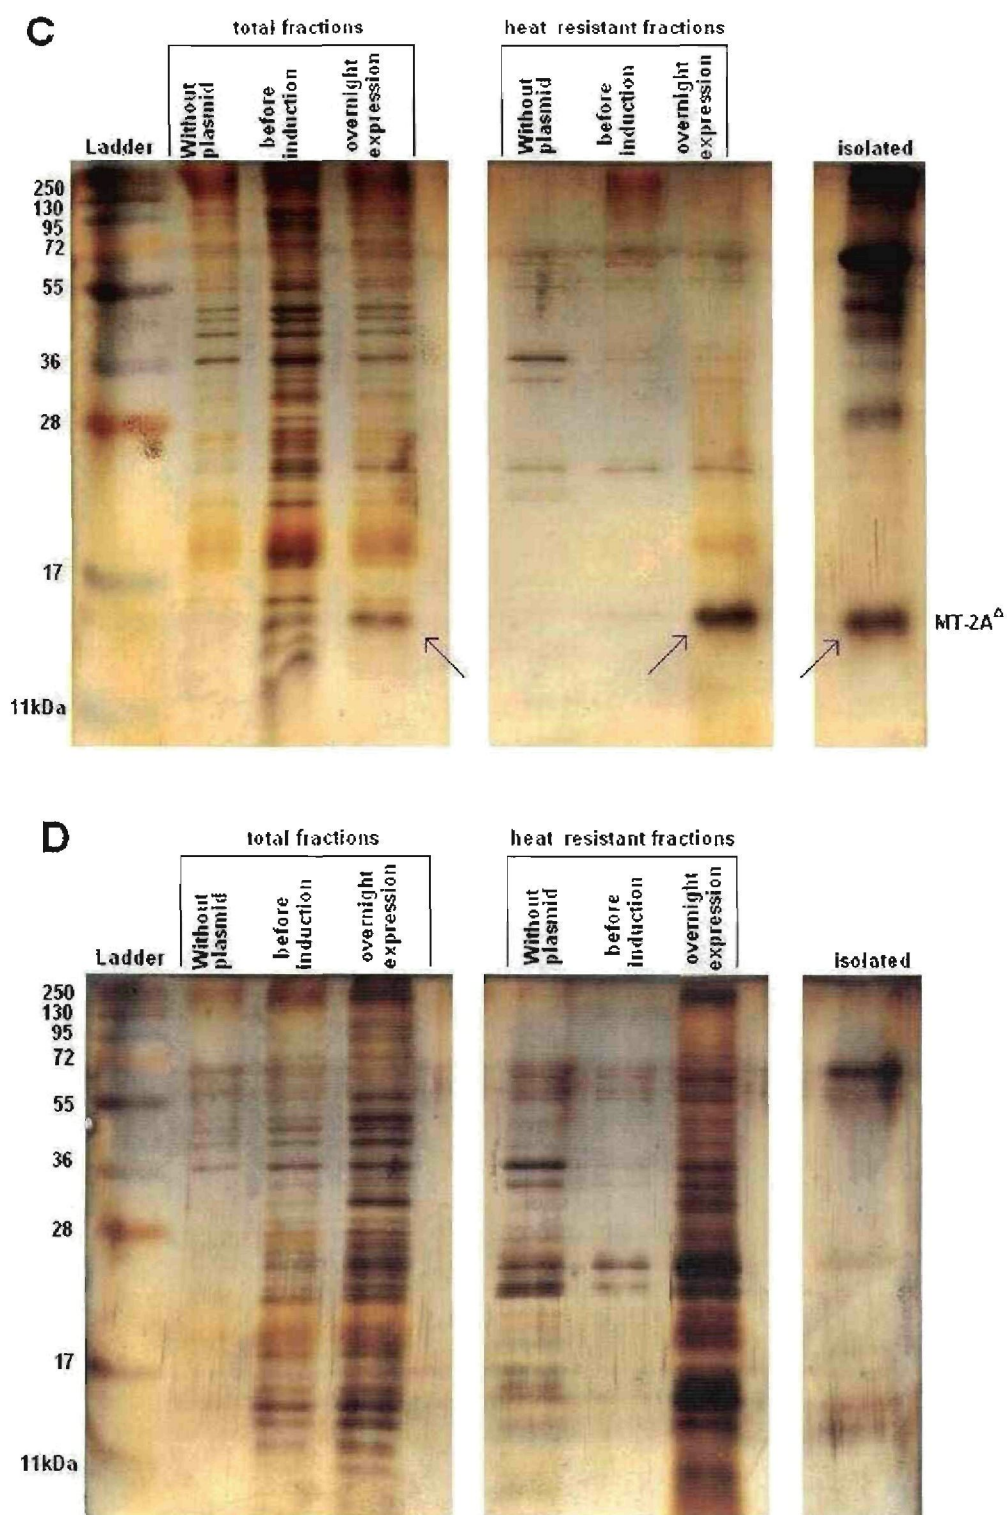 C
total fractions
heat resistant fractions
Without plasmid
before induction
overnight expression
Without plasmid
before induction
overnight expression
Ladder
isolated
250
130
95
72
55
36
28
17
11kDa
MT-2A△
D
total fractions
heat resistant fractions
Without plasmid
before induction
overnight expression
Without plasmid
before induction
overnight expression
Ladder
isolated
250
130
95
72
55
36
28
17
11kDa